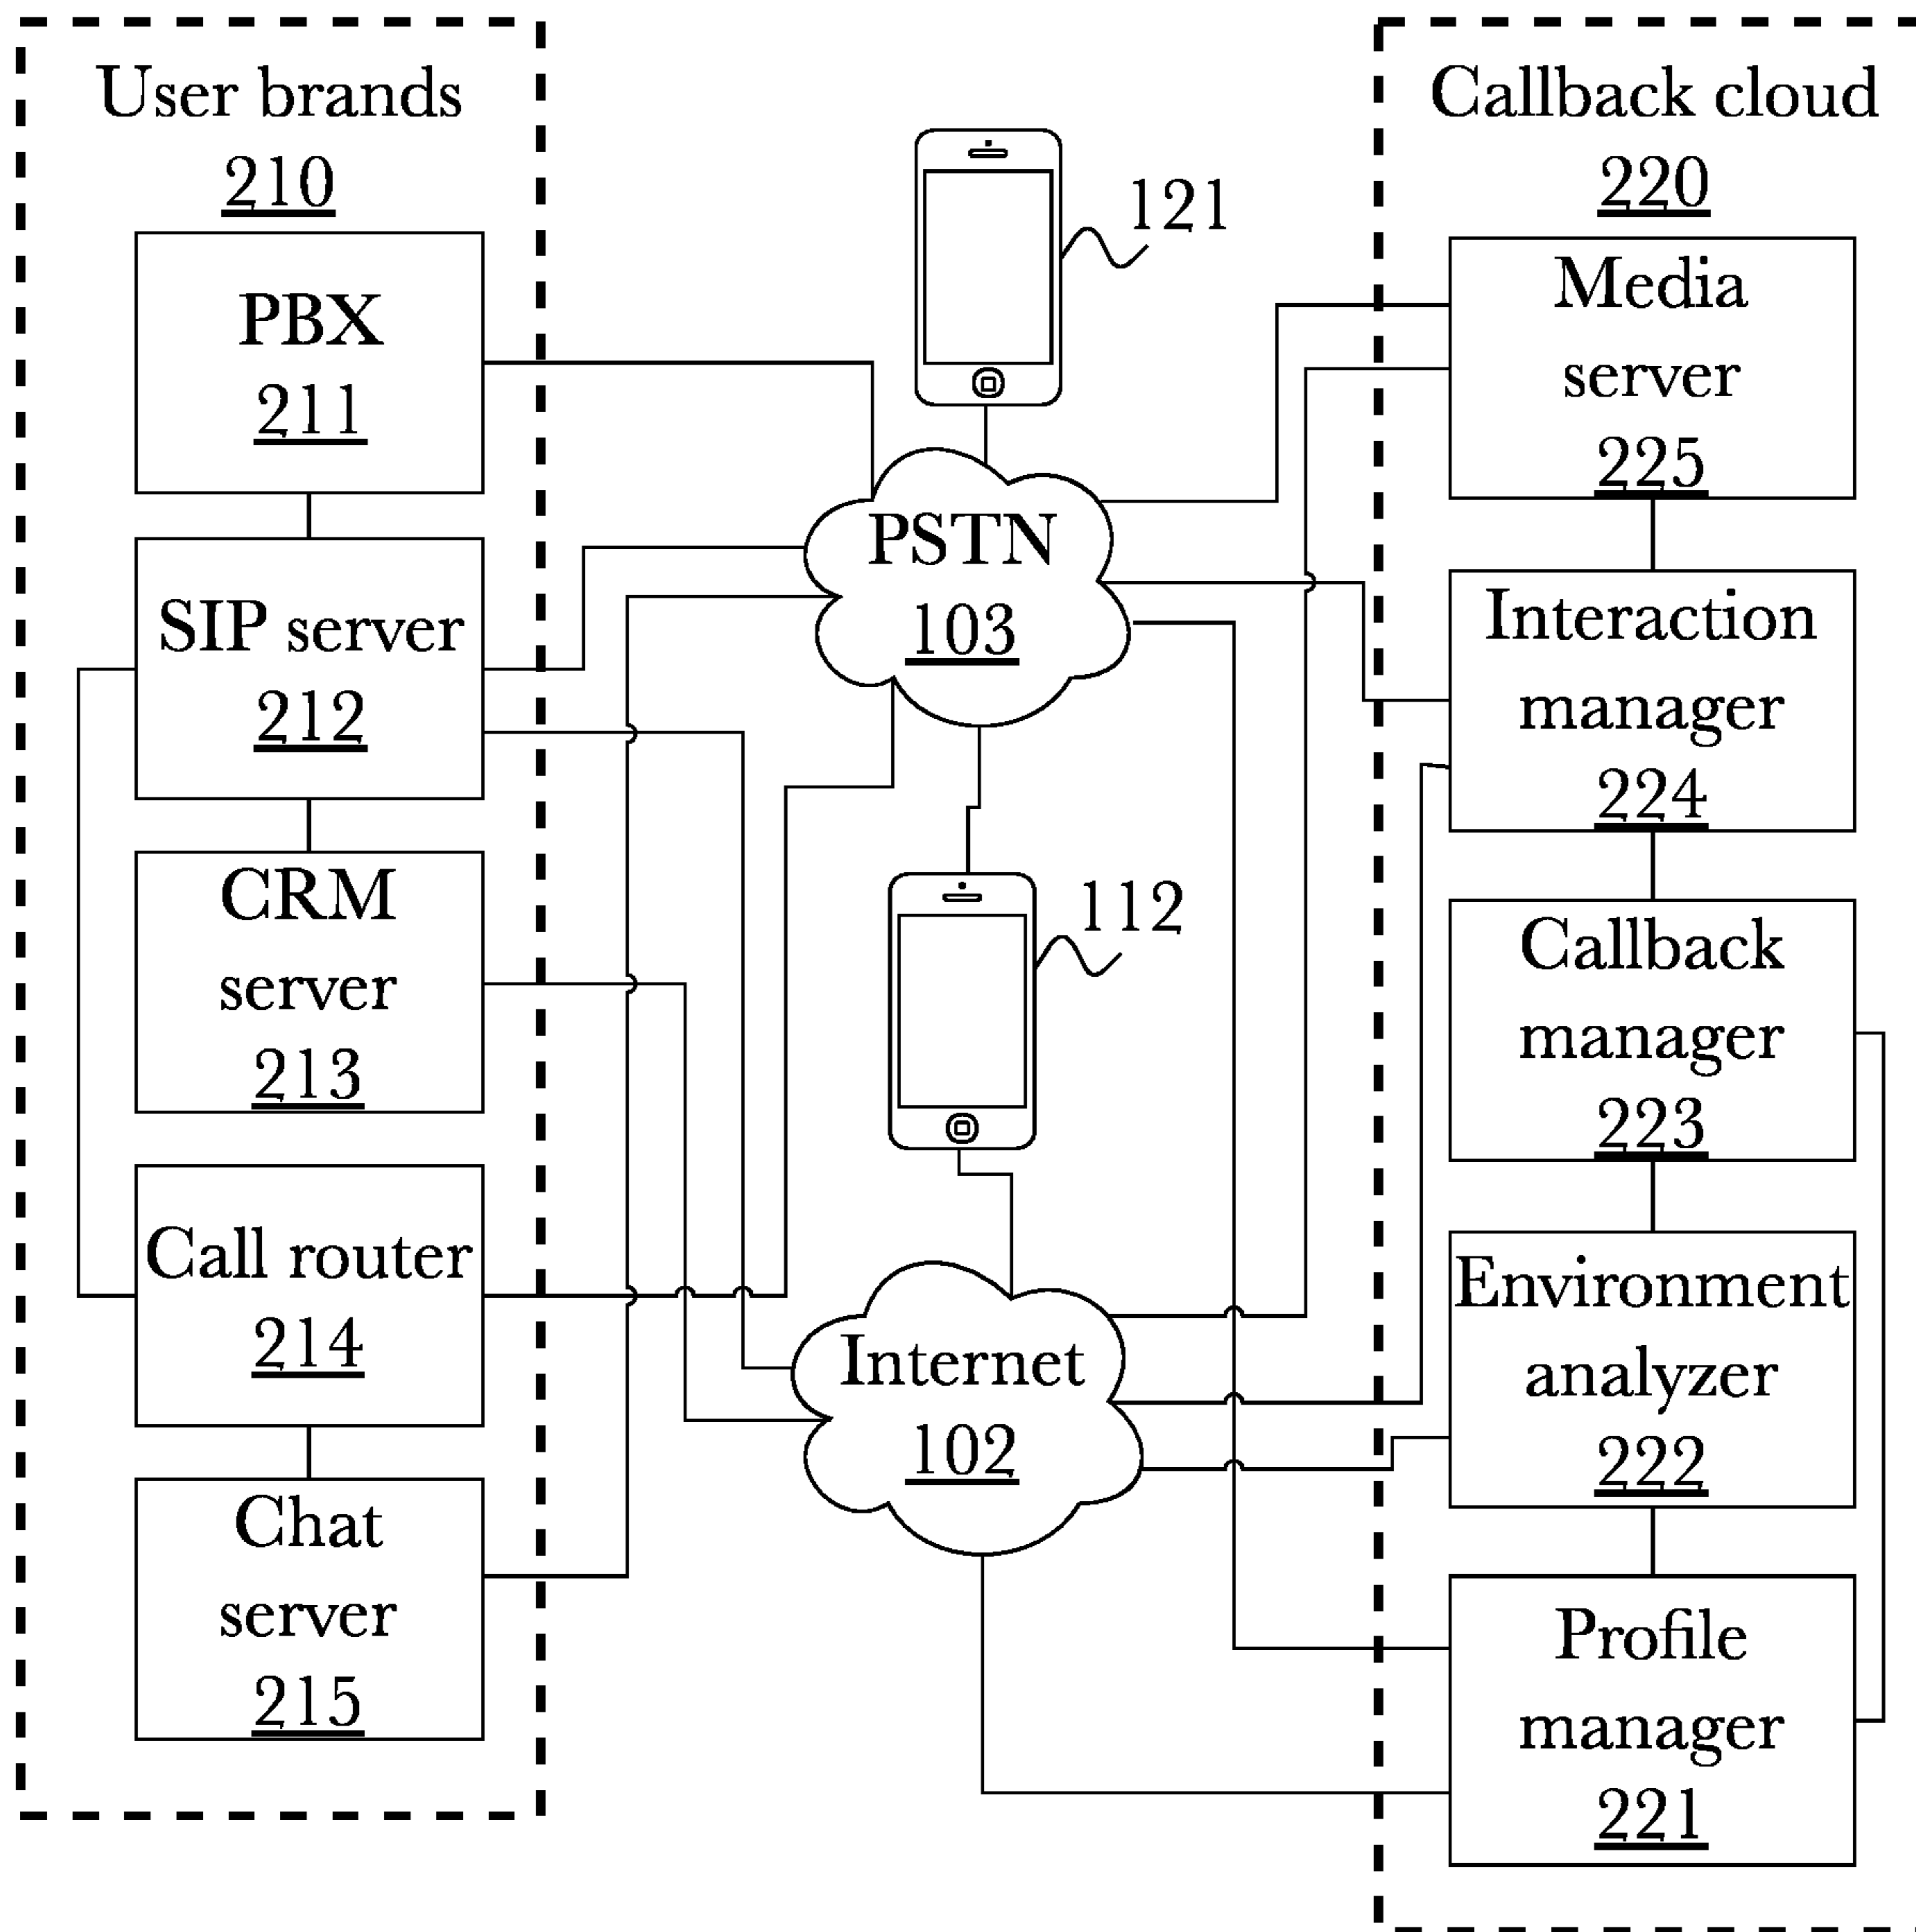 User brands
210
PBX
211
SIP server
212
CRM
server
213
Call router
214
Chat
server
215
121
PSTN
103
112
Internet
102
Callback cloud
220
Media
server
225
Interaction
manager
224
Callback
manager
223
Environment
analyzer
222
Profile
manager
221